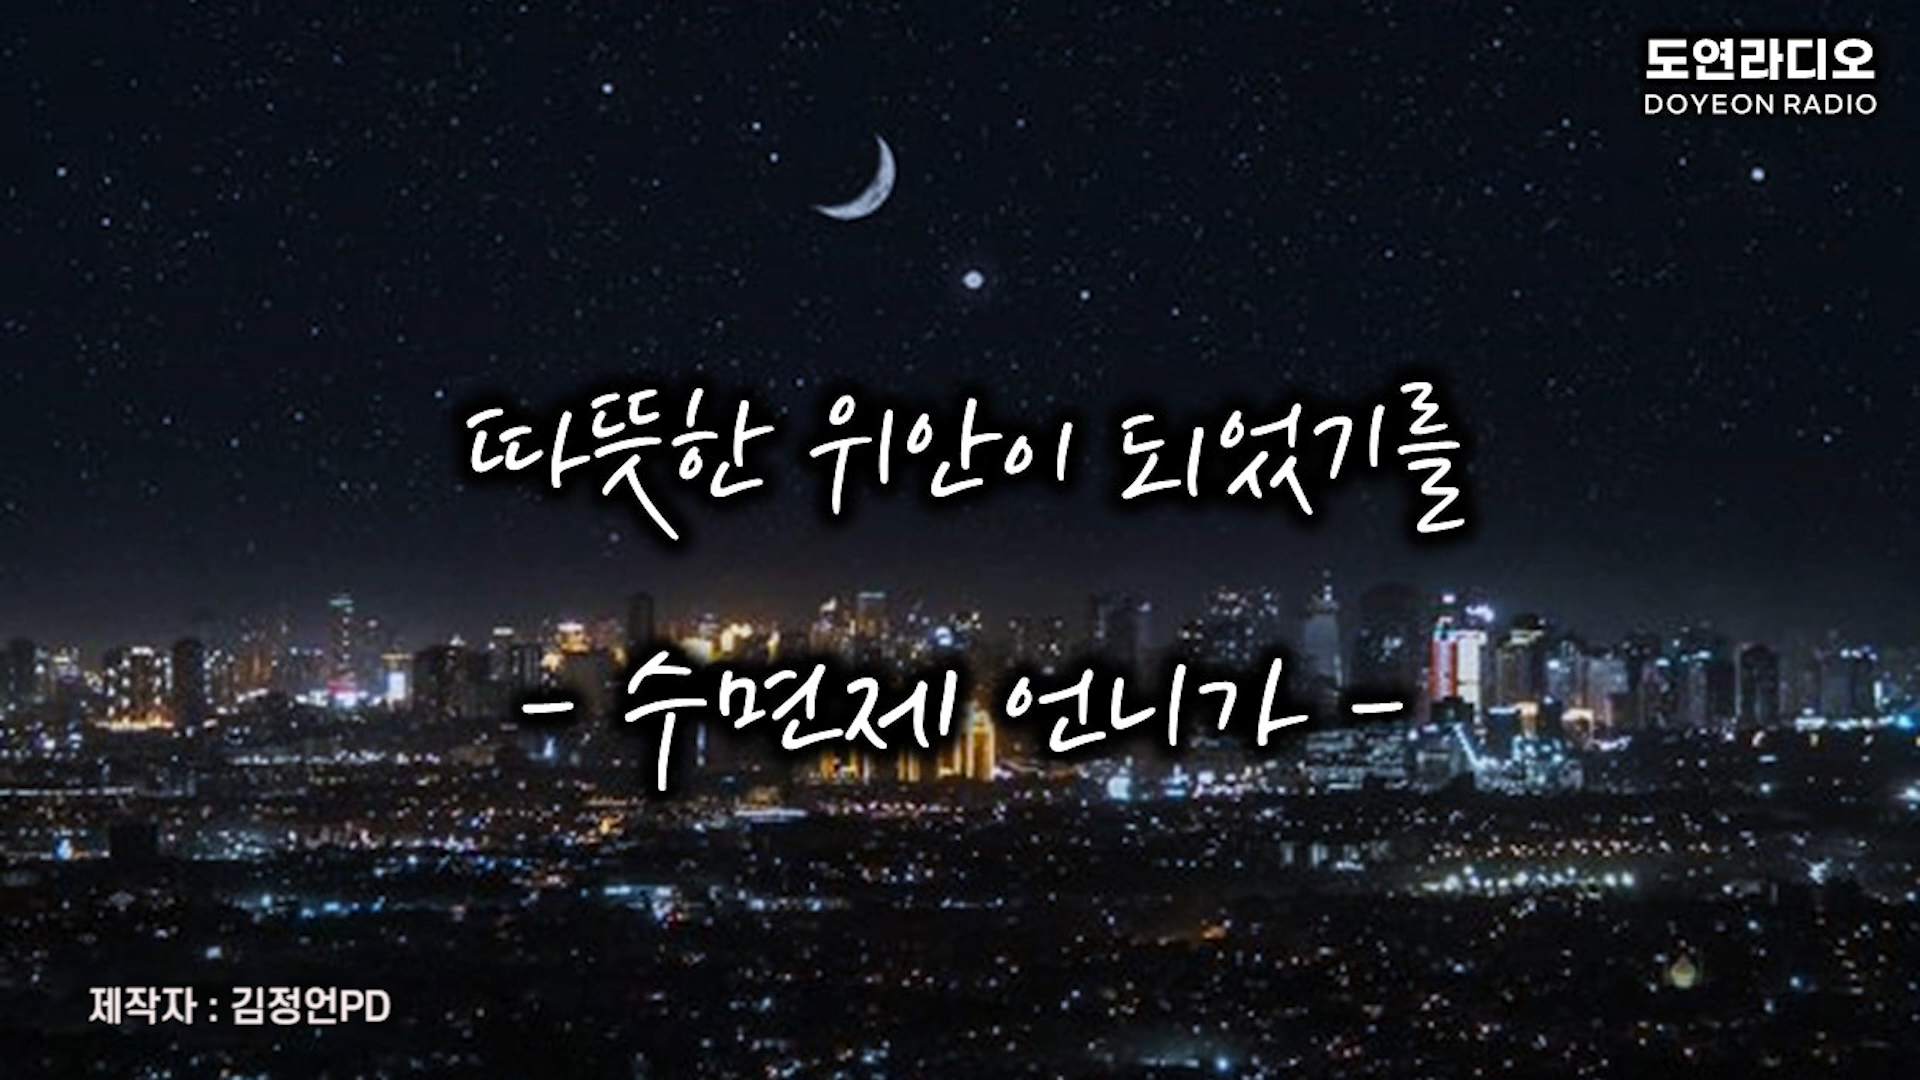 도연라디오
DOYEON RADIO
따뜻한 위안이 되었기를
- 수면제 언니가 -
제작자 : 김정언PD